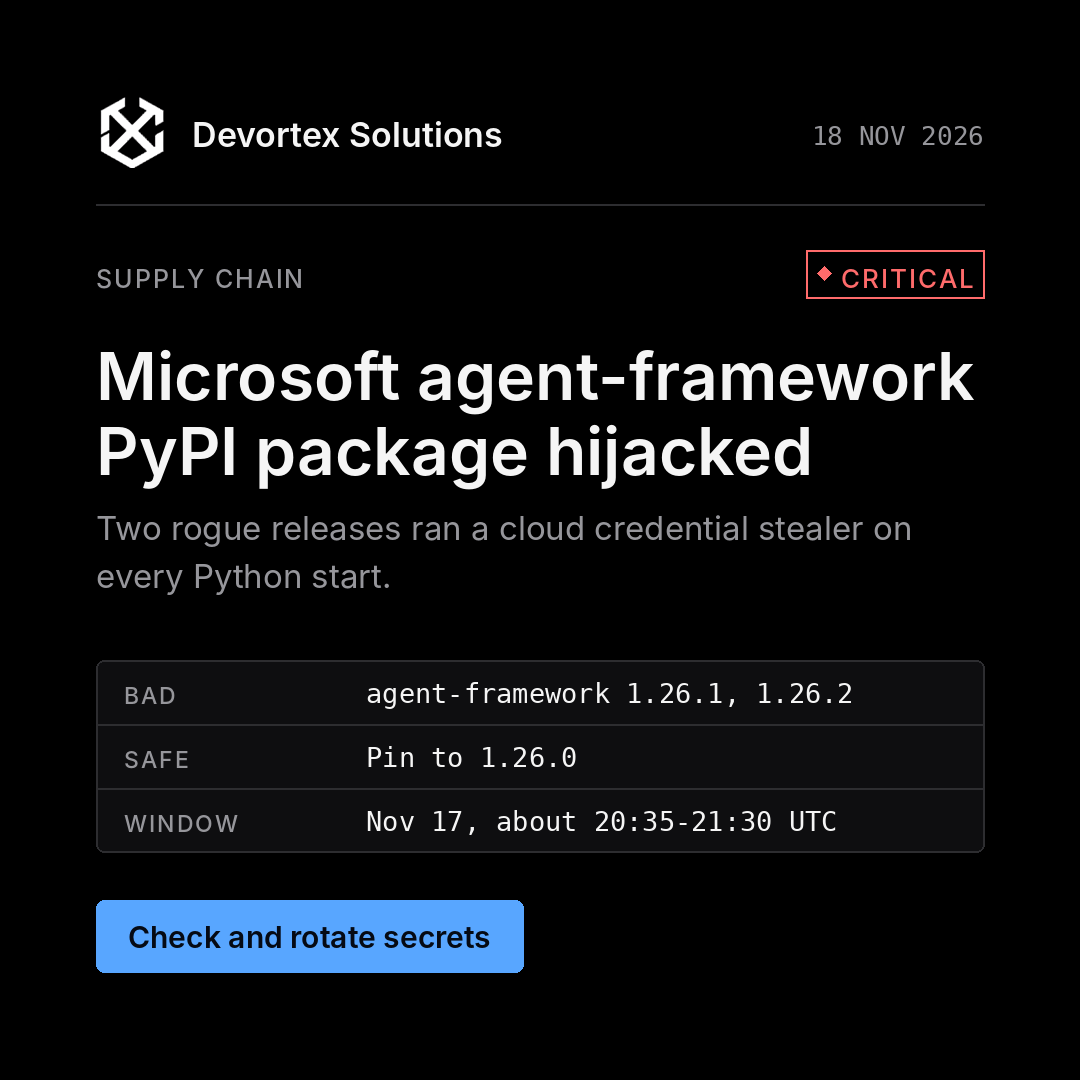 Devortex Solutions
18 NOV 2026
SUPPLY CHAIN
CRITICAL
Microsoft agent-framework
PyPI package hijacked
Two rogue releases ran a cloud credential stealer on
every Python start.
BAD agent-framework 1.26.1, 1.26.2
SAFE Pin to 1.26.0
WINDOW Nov 17, about 20:35-21:30 UTC
Check and rotate secrets